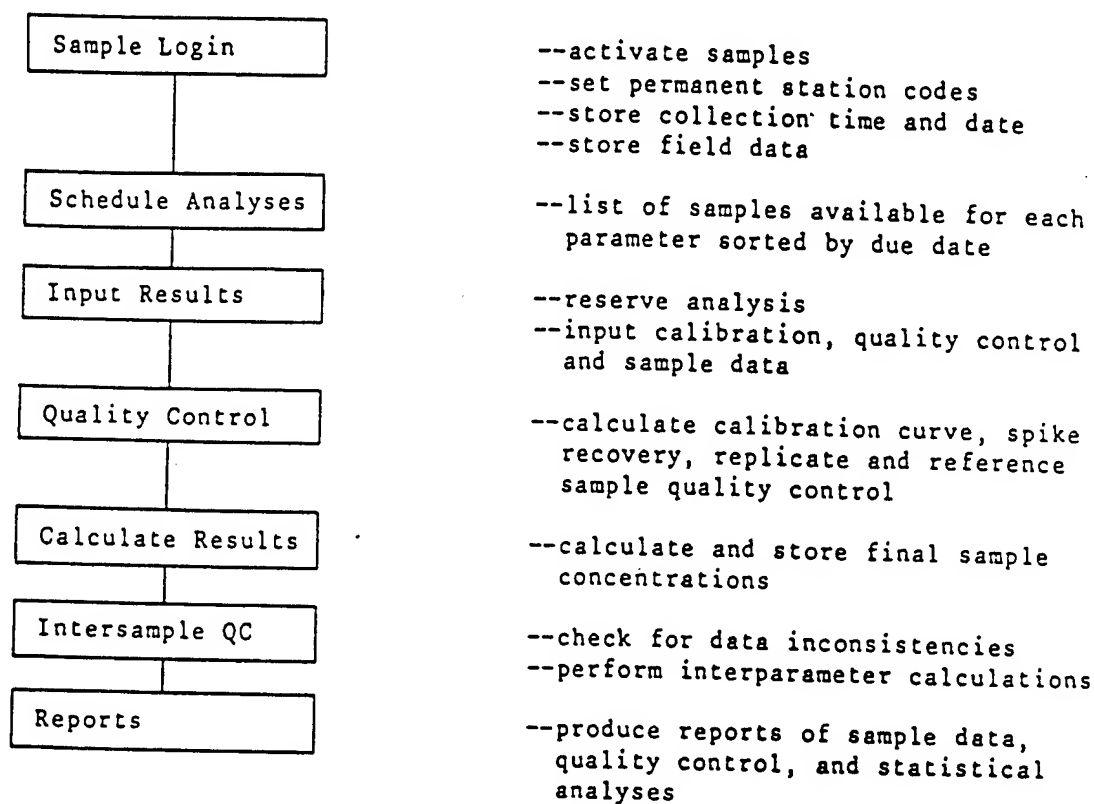 Sample Login
--activate samples
--set permanent station codes
--store collection time and date
--store field data
Schedule Analyses
--list of samples available for each
parameter sorted by due date
Input Results
--reserve analysis
--input calibration, quality control
and sample data
Quality Control
--calculate calibration curve, spike
recovery, replicate and reference
sample quality control
Calculate Results
--calculate and store final sample
concentrations
Intersample QC
--check for data inconsistencies
--perform interparameter calculations
Reports
--produce reports of sample data,
quality control, and statistical
analyses